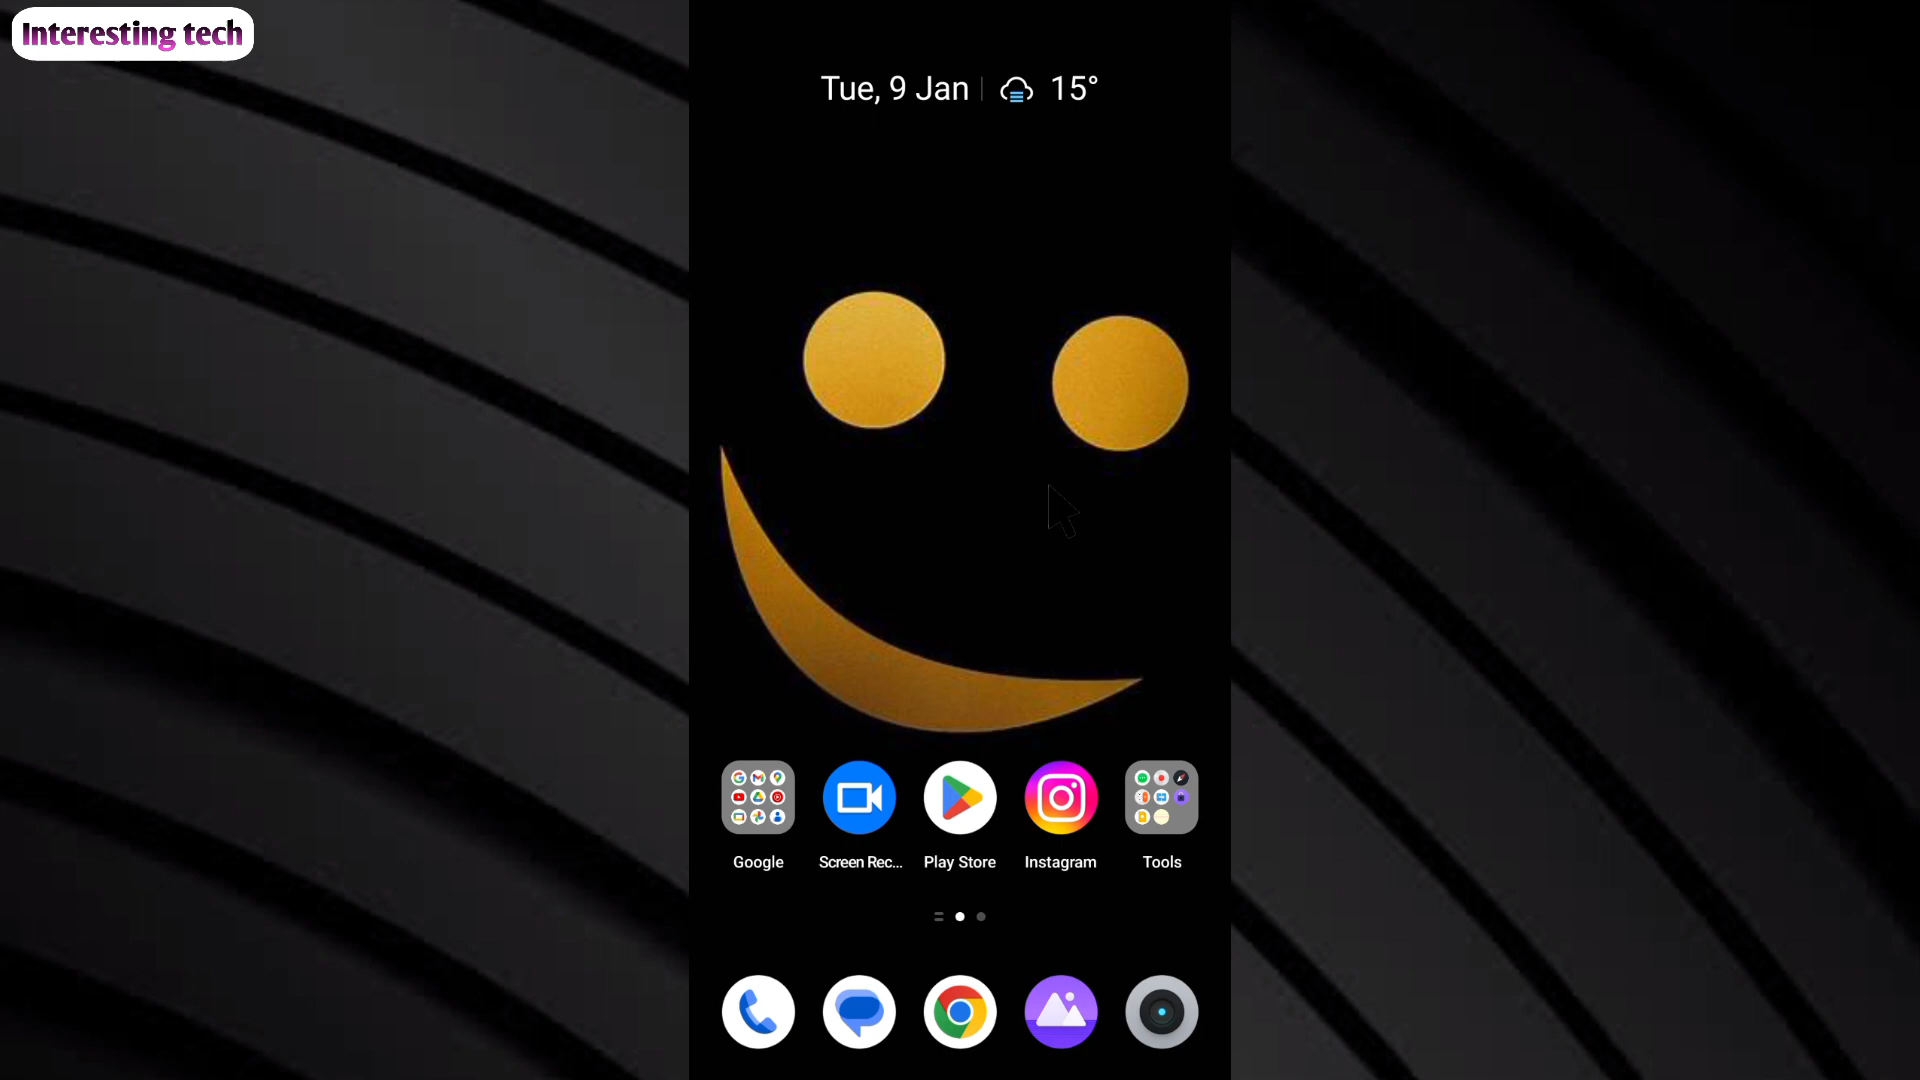 Interesting tech
Tue, 9 Jan 15°
Google Screen Rec... Play Store Instagram Tools